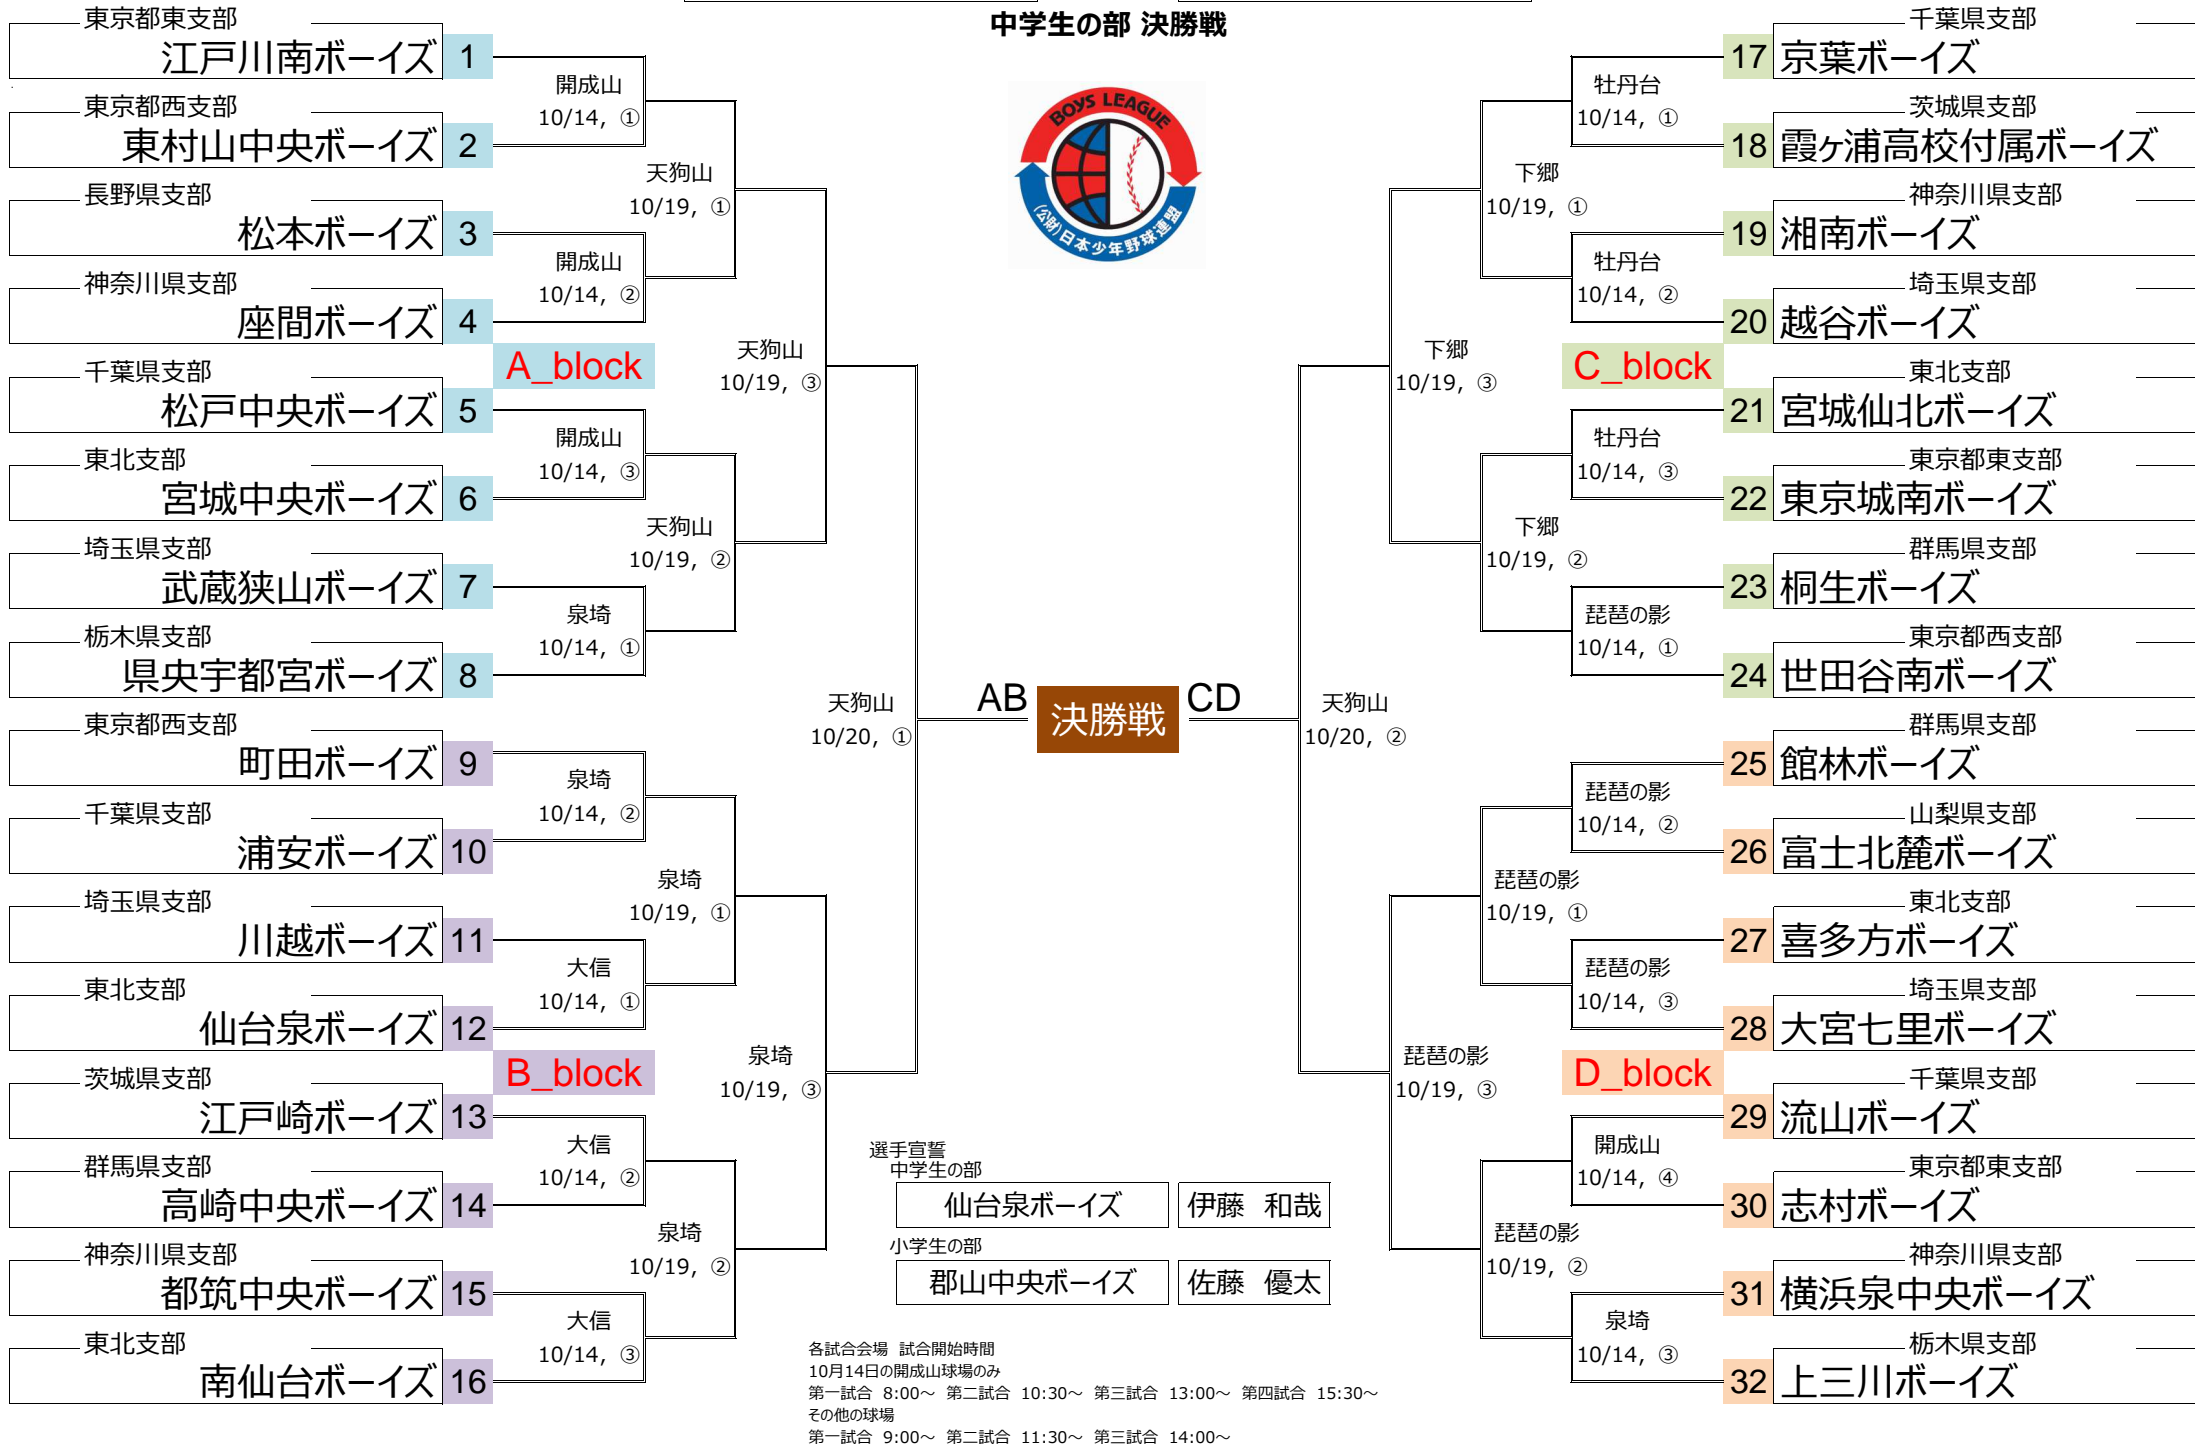 中学生の部 決勝戦
BOYS LEAGUE
(公財)日本少年野球連盟
東京都東支部
江戸川南ボーイズ 1
東京都西支部
東村山中央ボーイズ 2
開成山
10/14, ①
長野県支部
松本ボーイズ 3
神奈川県支部
座間ボーイズ 4
開成山
10/14, ②
天狗山
10/19, ①
A_block
千葉県支部
松戸中央ボーイズ 5
東北支部
宮城中央ボーイズ 6
開成山
10/14, ③
埼玉県支部
武蔵狭山ボーイズ 7
栃木県支部
県央宇都宮ボーイズ 8
泉埼
10/14, ①
天狗山
10/19, ②
天狗山
10/19, ③
東京都西支部
町田ボーイズ 9
千葉県支部
浦安ボーイズ 10
泉埼
10/14, ②
埼玉県支部
川越ボーイズ 11
東北支部
仙台泉ボーイズ 12
大信
10/14, ①
泉埼
10/19, ①
B_block
茨城県支部
江戸崎ボーイズ 13
群馬県支部
高崎中央ボーイズ 14
大信
10/14, ②
神奈川県支部
都筑中央ボーイズ 15
東北支部
南仙台ボーイズ 16
大信
10/14, ③
泉埼
10/19, ②
泉埼
10/19, ③
天狗山
10/20, ①
AB 決勝戦 CD
天狗山
10/20, ②
千葉県支部
17 京葉ボーイズ
茨城県支部
18 霞ヶ浦高校付属ボーイズ
牡丹台
10/14, ①
神奈川県支部
19 湘南ボーイズ
埼玉県支部
20 越谷ボーイズ
牡丹台
10/14, ②
下郷
10/19, ①
C_block
東北支部
21 宮城仙北ボーイズ
東京都東支部
22 東京城南ボーイズ
牡丹台
10/14, ③
群馬県支部
23 桐生ボーイズ
東京都西支部
24 世田谷南ボーイズ
琵琶の影
10/14, ①
下郷
10/19, ②
下郷
10/19, ③
群馬県支部
25 館林ボーイズ
山梨県支部
26 富士北麓ボーイズ
琵琶の影
10/14, ②
東北支部
27 喜多方ボーイズ
埼玉県支部
28 大宮七里ボーイズ
琵琶の影
10/14, ③
琵琶の影
10/19, ①
D_block
千葉県支部
29 流山ボーイズ
東京都東支部
30 志村ボーイズ
開成山
10/14, ④
神奈川県支部
31 横浜泉中央ボーイズ
栃木県支部
32 上三川ボーイズ
泉埼
10/14, ③
琵琶の影
10/19, ②
琵琶の影
10/19, ③
選手宣誓
中学生の部
仙台泉ボーイズ 伊藤 和哉
小学生の部
郡山中央ボーイズ 佐藤 優太
各試合会場 試合開始時間
10月14日の開成山球場のみ
第一試合 8:00～ 第二試合 10:30～ 第三試合 13:00～ 第四試合 15:30～
その他の球場
第一試合 9:00～ 第二試合 11:30～ 第三試合 14:00～